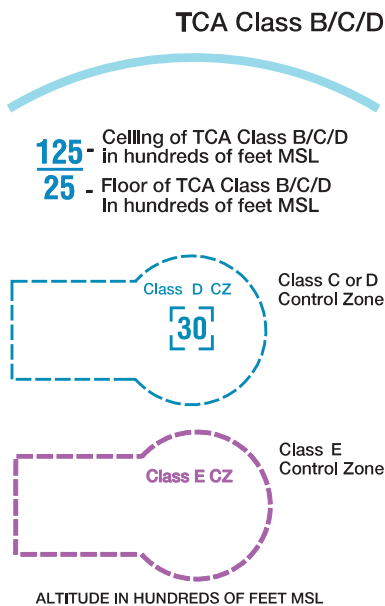 TCA Class B/C/D
125 - Ceiling of TCA Class B/C/D
in hundreds of feet MSL
25 - Floor of TCA Class B/C/D
In hundreds of feet MSL
Class D CZ
[30]
Class C or D
Control Zone
Class E CZ
Class E
Control Zone
ALTITUDE IN HUNDREDS OF FEET MSL